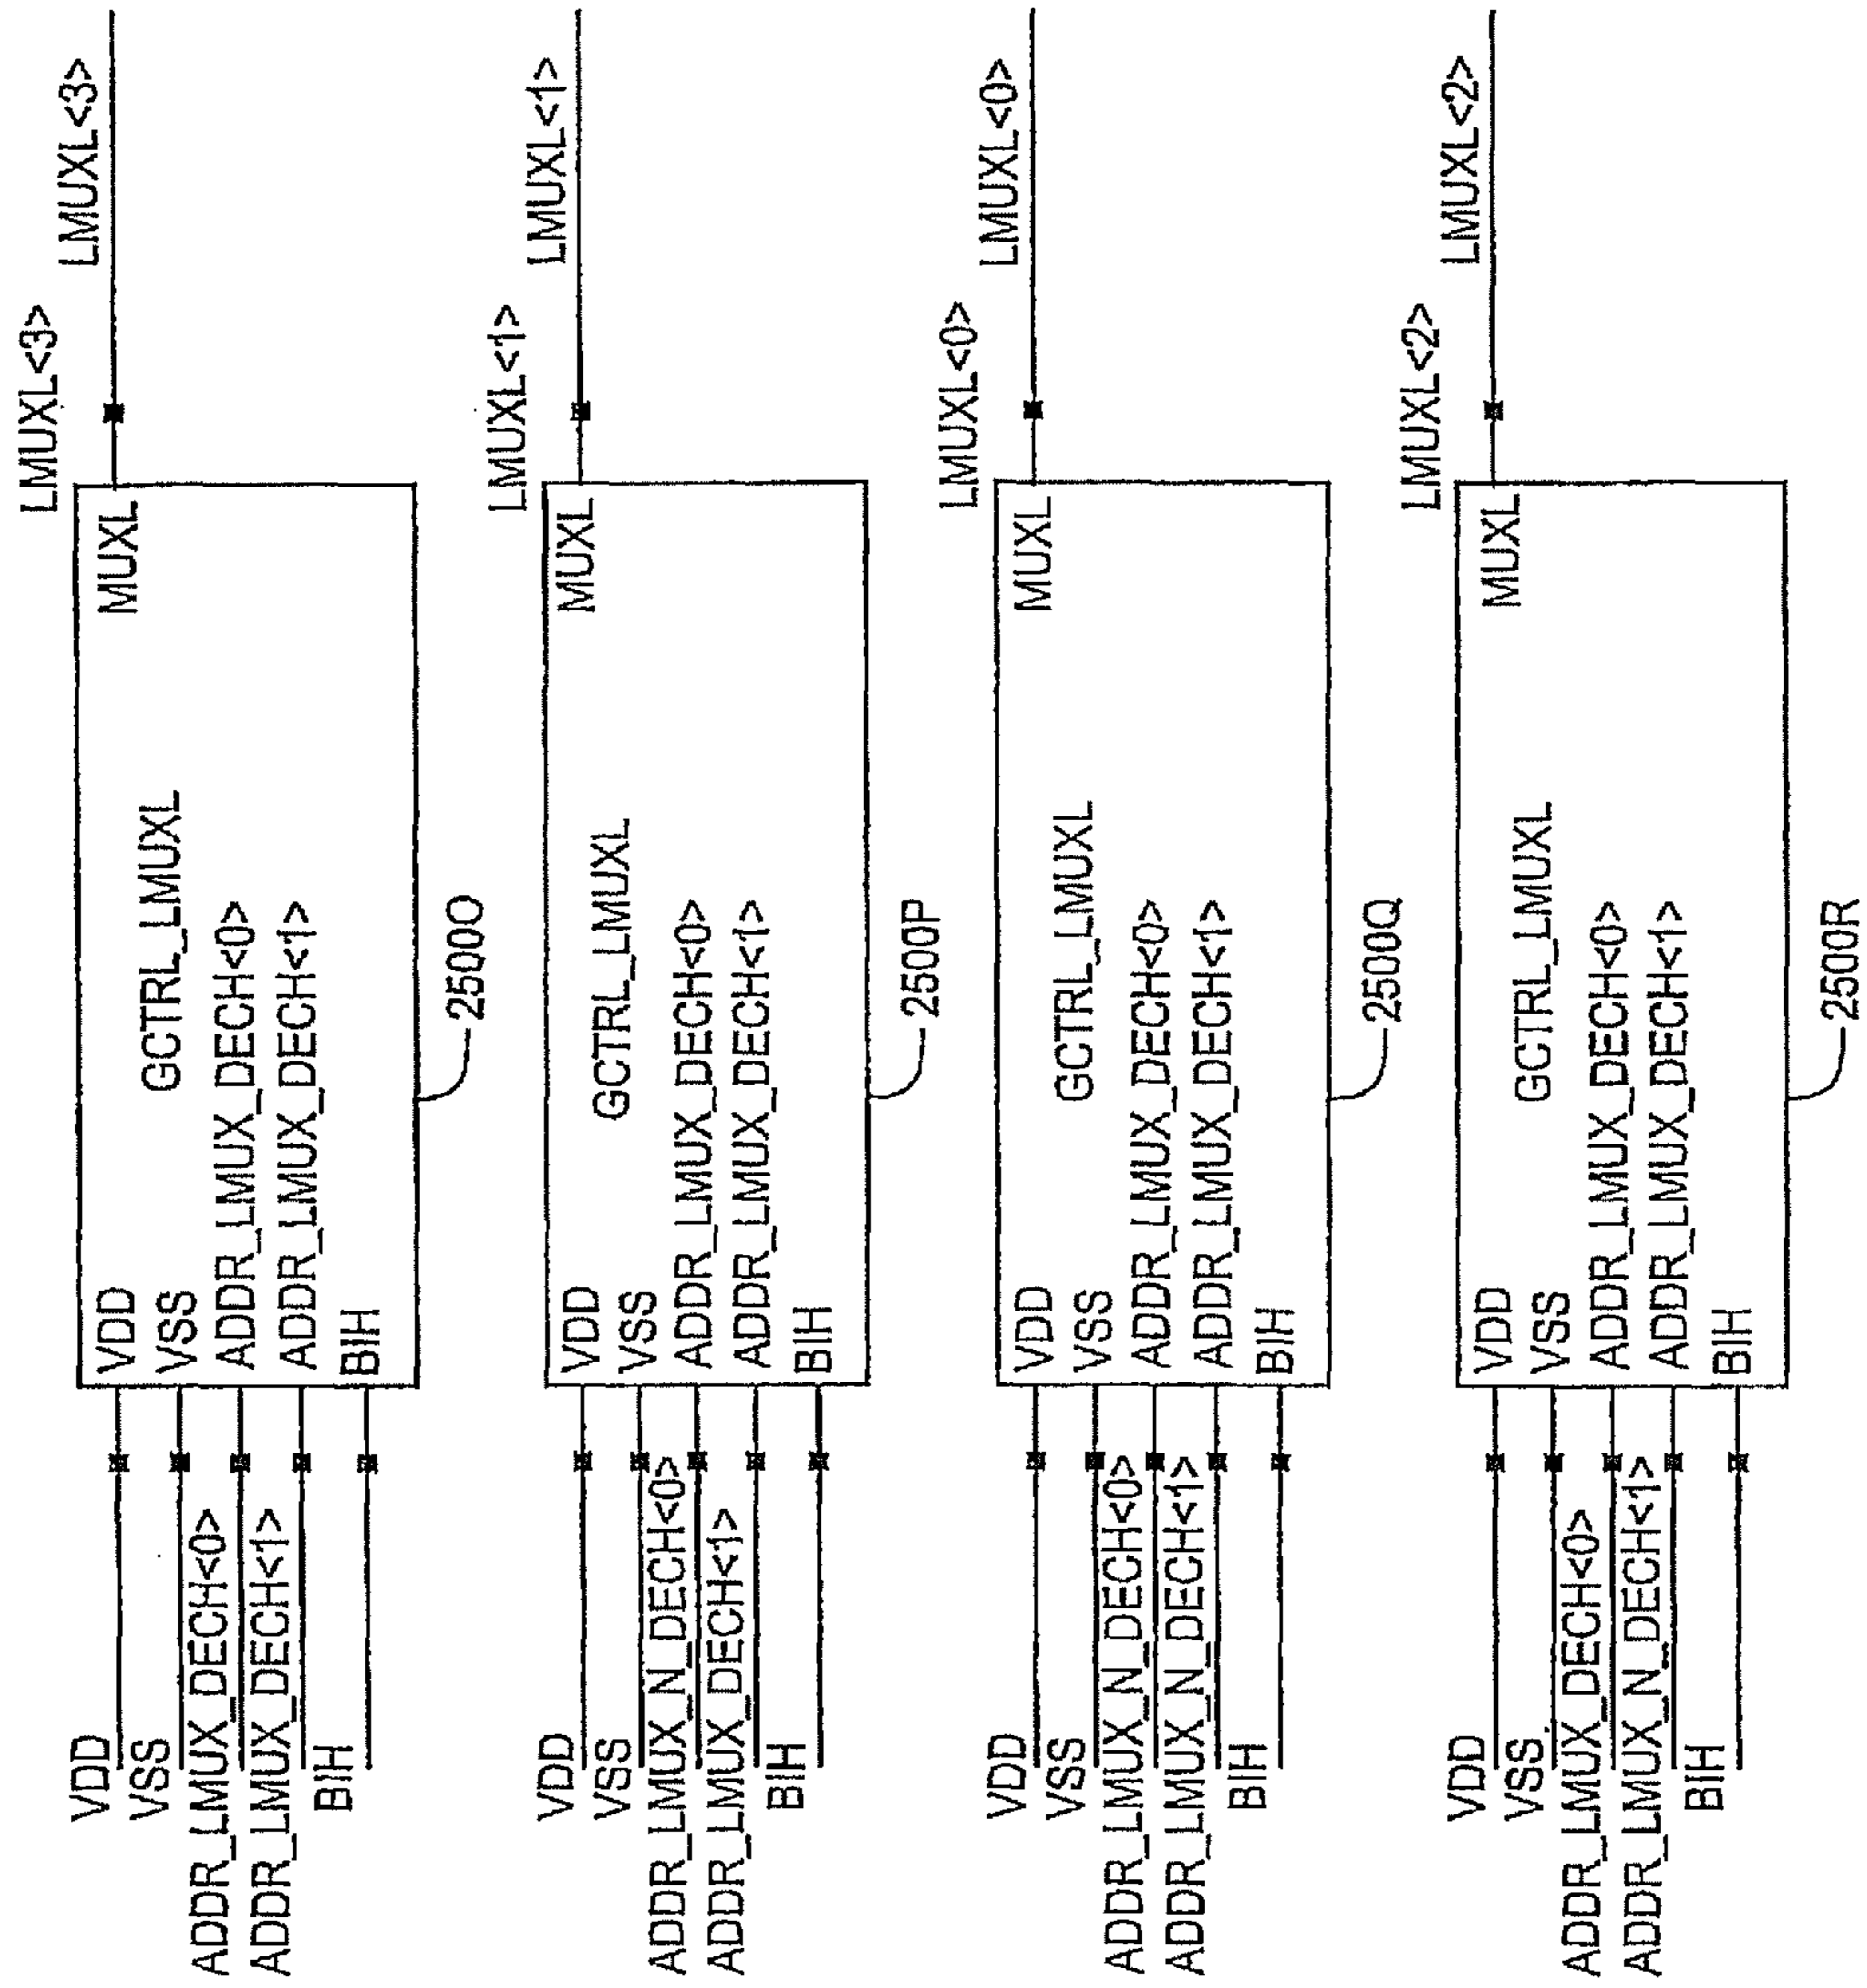 VDD
VSS
ADDR_LMUX_DECH<0>
ADDR_LMUX_DECH<1>
BIH
VDD
VSS
ADDR_LMUX_DECH<0>
ADDR_LMUX_DECH<1>
BIH
GCTRL_LMUXL
MUXL
LMUXL<3>
LMUXL<3>
2500O
VDD
VSS
ADDR_LMUX_N_DECH<0>
ADDR_LMUX_DECH<1>
BIH
VDD
VSS
ADDR_LMUX_DECH<0>
ADDR_LMUX_DECH<1>
BIH
GCTRL_LMUXL
MUXL
LMUXL<1>
LMUXL<1>
2500P
VDD
VSS
ADDR_LMUX_N_DECH<0>
ADDR_LMUX_N_DECH<1>
BIH
VDD
VSS
ADDR_LMUX_DECH<0>
ADDR_LMUX_DECH<1>
BIH
GCTRL_LMUXL
MUXL
LMUXL<0>
LMUXL<0>
2500Q
VDD
VSS
ADDR_LMUX_DECH<0>
ADDR_LMUX_N_DECH<1>
BIH
VDD
VSS
ADDR_LMUX_DECH<0>
ADDR_LMUX_DECH<1>
BIH
GCTRL_LMUXL
MUXL
LMUXL<2>
LMUXL<2>
2500R